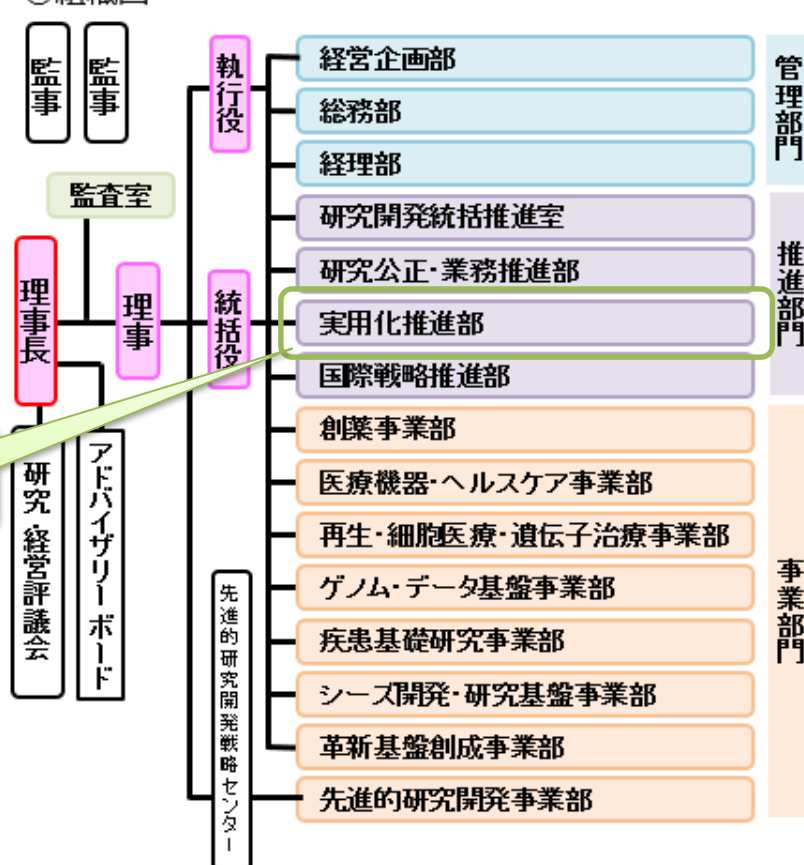 監事
監事
監査室
理事長
理事
研究・経営評議会
アドバイザリーボード
執行役
統括役
先進的研究開発戦略センター
経営企画部
総務部
経理部
研究開発統括推進室
研究公正・業務推進部
実用化推進部
国際戦略推進部
創薬事業部
医療機器・ヘルスケア事業部
再生・細胞医療・遺伝子治療事業部
ゲノム・データ基盤事業部
疾患基礎研究事業部
シーズ開発・研究基盤事業部
革新基盤創成事業部
先進的研究開発事業部
管理部門
推進部門
事業部門